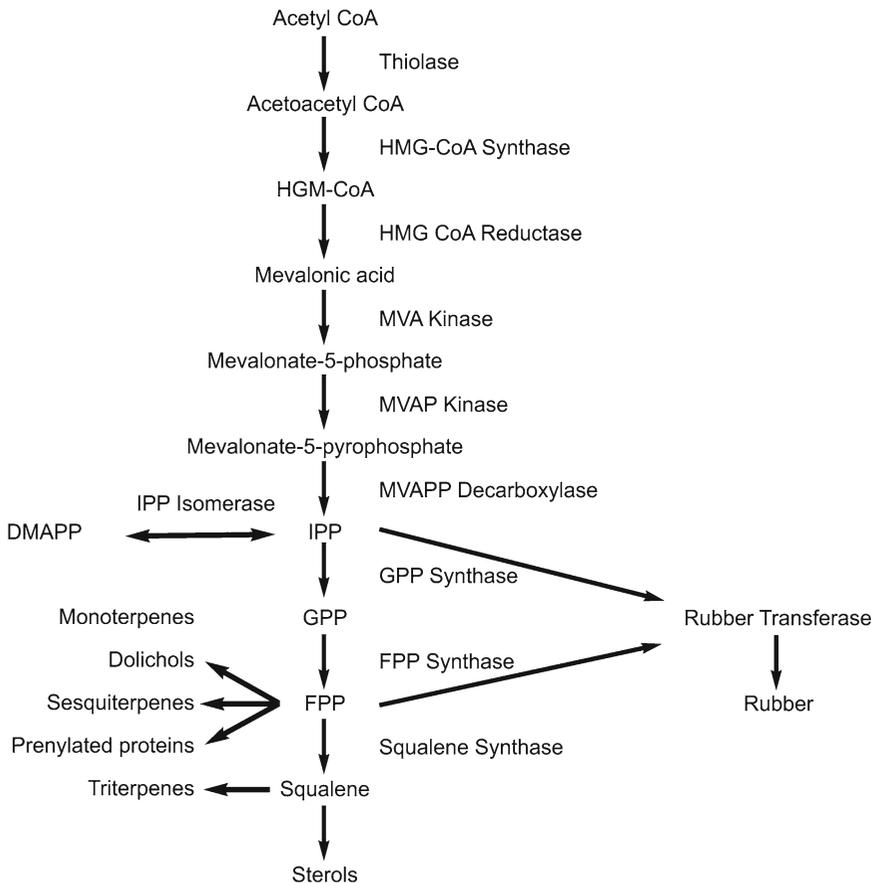 Acetyl CoA
Thiolase
Acetoacetyl CoA
HMG-CoA Synthase
HGM-CoA
HMG CoA Reductase
Mevalonic acid
MVA Kinase
Mevalonate-5-phosphate
MVAP Kinase
Mevalonate-5-pyrophosphate
MVAPP Decarboxylase
IPP Isomerase
DMAPP
IPP
GPP Synthase
Monoterpenes
GPP
Rubber Transferase
Dolichols
FPP Synthase
Sesquiterpenes
FPP
Rubber
Prenylated proteins
Squalene Synthase
Triterpenes
Squalene
Sterols